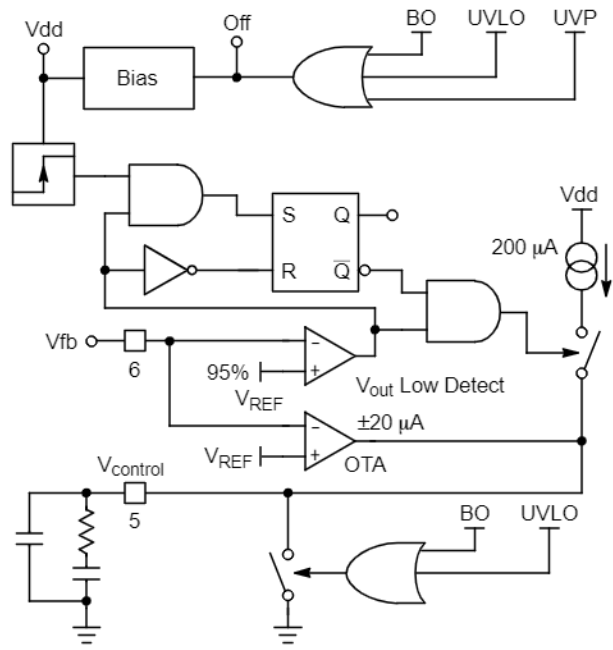 BO UVLO UVP
Vdd Off
Bias
S Q
R Q̅
Vdd
200 μA
Vfb
6
95%
VREF
Vout Low Detect
±20 μA
VREF
OTA
Vcontrol
5
BO UVLO